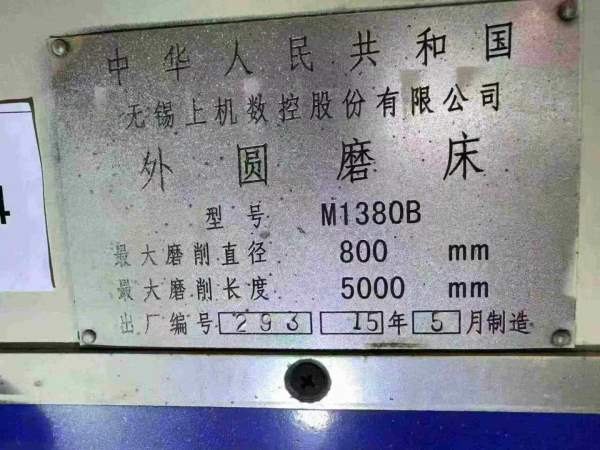 中华人民共和国
无锡上机数控股份有限公司
外圆磨床
型号 M1380B
最大磨削直径 800 mm
最大磨削长度 5000 mm
出厂编号 293 15年5月制造
4